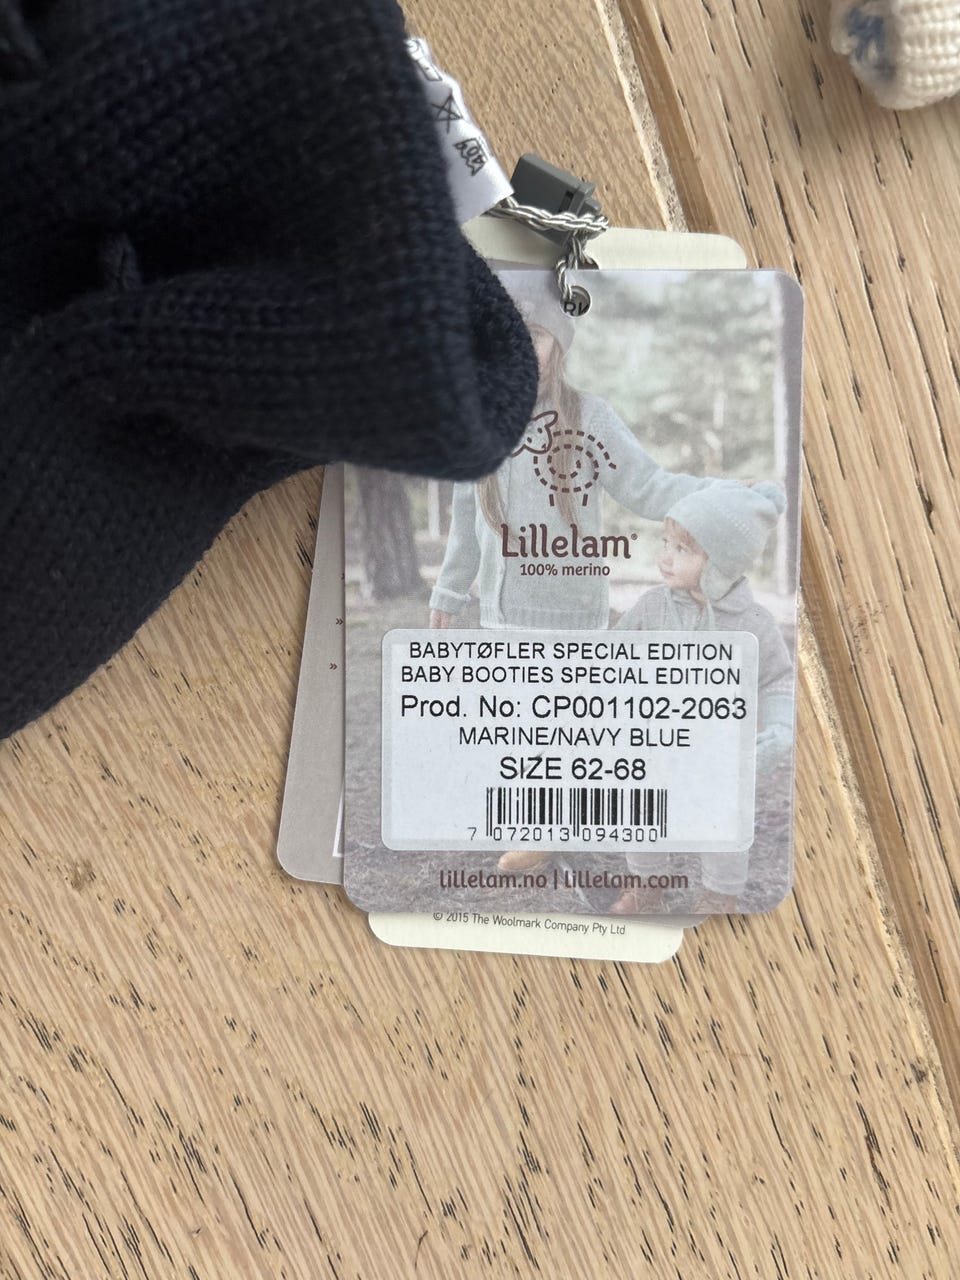 Lillelam®
100% merino
BABYTØFLER SPECIAL EDITION
BABY BOOTIES SPECIAL EDITION
Prod. No: CP001102-2063
MARINE/NAVY BLUE
SIZE 62-68
7 072013 094300
lillelam.no | lillelam.com
© 2015 The Woolmark Company Pty Ltd